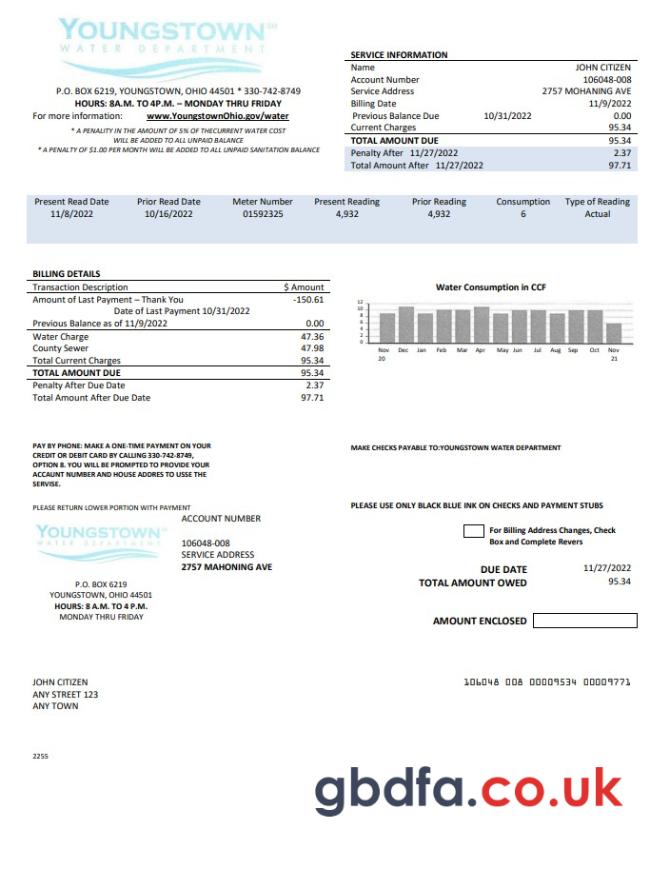 YOUNGSTOWN SM
WATER DEPARTMENT
P.O. BOX 6219, YOUNGSTOWN, OHIO 44501 * 330-742-8749
HOURS: 8A.M. TO 4P.M. – MONDAY THRU FRIDAY
For more information: www.YoungstownOhio.gov/water
* A PENALITY IN THE AMOUNT OF 5% OF THECURRENT WATER COST
WILL BE ADDED TO ALL UNPAID BALANCE
* A PENALTY OF $1.00 PER MONTH WILL BE ADDED TO ALL UNPAID SANITATION BALANCE
SERVICE INFORMATION
Name JOHN CITIZEN
Account Number 106048-008
Service Address 2757 MOHANING AVE
Billing Date 11/9/2022
Previous Balance Due 10/31/2022 0.00
Current Charges 95.34
TOTAL AMOUNT DUE 95.34
Penalty After 11/27/2022 2.37
Total Amount After 11/27/2022 97.71
Present Read Date Prior Read Date Meter Number Present Reading Prior Reading Consumption Type of Reading
11/8/2022 10/16/2022 01592325 4,932 4,932 6 Actual
BILLING DETAILS
Transaction Description $ Amount
Amount of Last Payment – Thank You -150.61
Date of Last Payment 10/31/2022
Previous Balance as of 11/9/2022 0.00
Water Charge 47.36
County Sewer 47.98
Total Current Charges 95.34
TOTAL AMOUNT DUE 95.34
Penalty After Due Date 2.37
Total Amount After Due Date 97.71
Water Consumption in CCF
12
10
8
6
4
2
0
Nov Dec Jan Feb Mar Apr May Jun Jul Aug Sep Oct Nov
20 21
PAY BY PHONE: MAKE A ONE-TIME PAYMENT ON YOUR
CREDIT OR DEBIT CARD BY CALLING 330-742-8749,
OPTION 8. YOU WILL BE PROMPTED TO PROVIDE YOUR
ACCAUNT NUMBER AND HOUSE ADDRES TO USSE THE
SERVISE.
MAKE CHECKS PAYABLE TO:YOUNGSTOWN WATER DEPARTMENT
PLEASE RETURN LOWER PORTION WITH PAYMENT
PLEASE USE ONLY BLACK BLUE INK ON CHECKS AND PAYMENT STUBS
YOUNGSTOWN SM
WATER DEPARTMENT
ACCOUNT NUMBER
106048-008
SERVICE ADDRESS
2757 MAHONING AVE
P.O. BOX 6219
YOUNGSTOWN, OHIO 44501
HOURS: 8 A.M. TO 4 P.M.
MONDAY THRU FRIDAY
For Billing Address Changes, Check
Box and Complete Revers
DUE DATE 11/27/2022
TOTAL AMOUNT OWED 95.34
AMOUNT ENCLOSED
JOHN CITIZEN
ANY STREET 123
ANY TOWN
106048 008 00009534 00009771
2255
gbdfa.co.uk